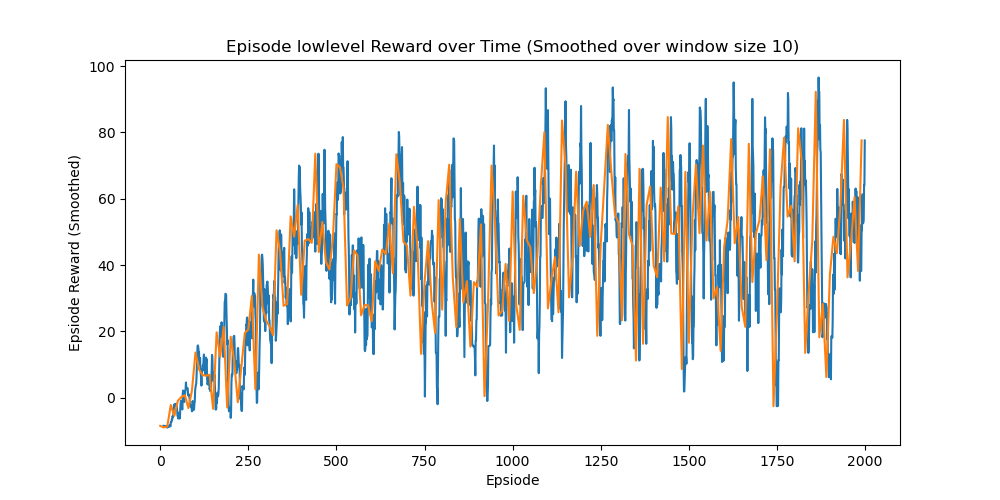 Episode lowlevel Reward over Time (Smoothed over window size 10)
Epsiode Reward (Smoothed)
100
80
60
40
20
0
0 250 500 750 1000 1250 1500 1750 2000
Epsiode